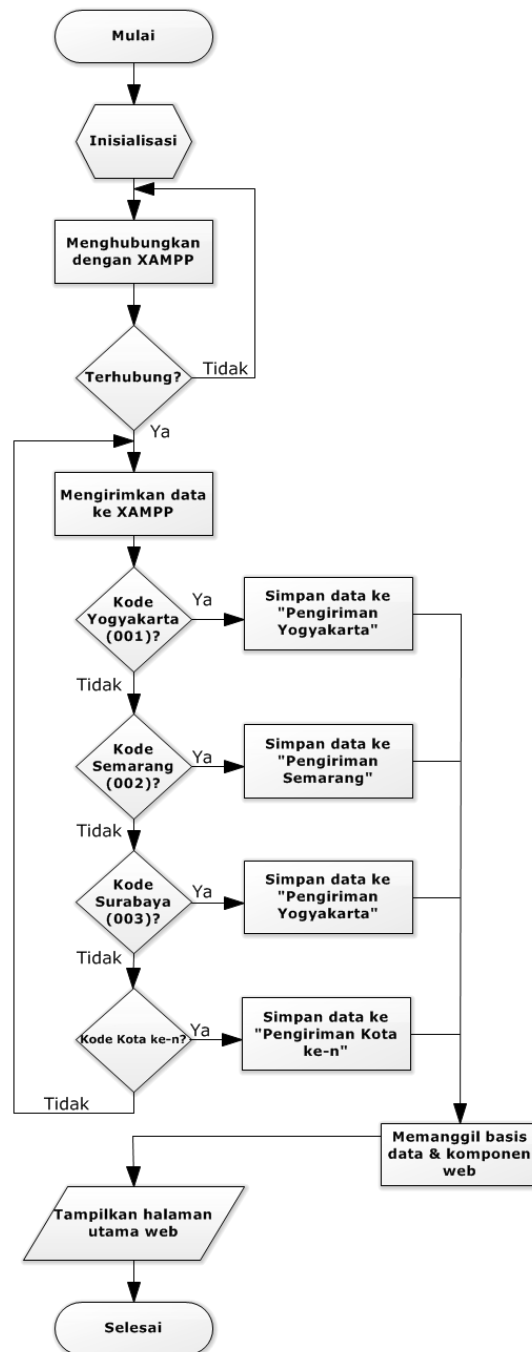 Mulai
Inisialisasi
Menghubungkan
dengan XAMPP
Terhubung?
Tidak
Ya
Mengirimkan data
ke XAMPP
Kode
Yogyakarta
(001)?
Ya
Simpan data ke
"Pengiriman
Yogyakarta"
Tidak
Kode
Semarang
(002)?
Ya
Simpan data ke
"Pengiriman
Semarang"
Tidak
Kode
Surabaya
(003)?
Ya
Simpan data ke
"Pengiriman
Yogyakarta"
Tidak
Kode Kota ke-n?
Ya
Simpan data ke
"Pengiriman Kota
ke-n"
Tidak
Memanggil basis
data & komponen
web
Tampilkan halaman
utama web
Selesai